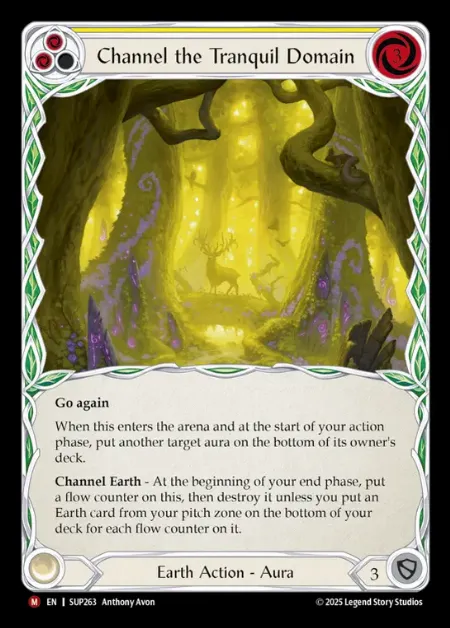 Channel the Tranquil Domain
3
Go again
When this enters the arena and at the start of your action
phase, put another target aura on the bottom of its owner's
deck.
Channel Earth - At the beginning of your end phase, put
a flow counter on this, then destroy it unless you put an
Earth card from your pitch zone on the bottom of your
deck for each flow counter on it.
Earth Action - Aura
3
M EN | SUP263 Anthony Avon
© 2025 Legend Story Studios